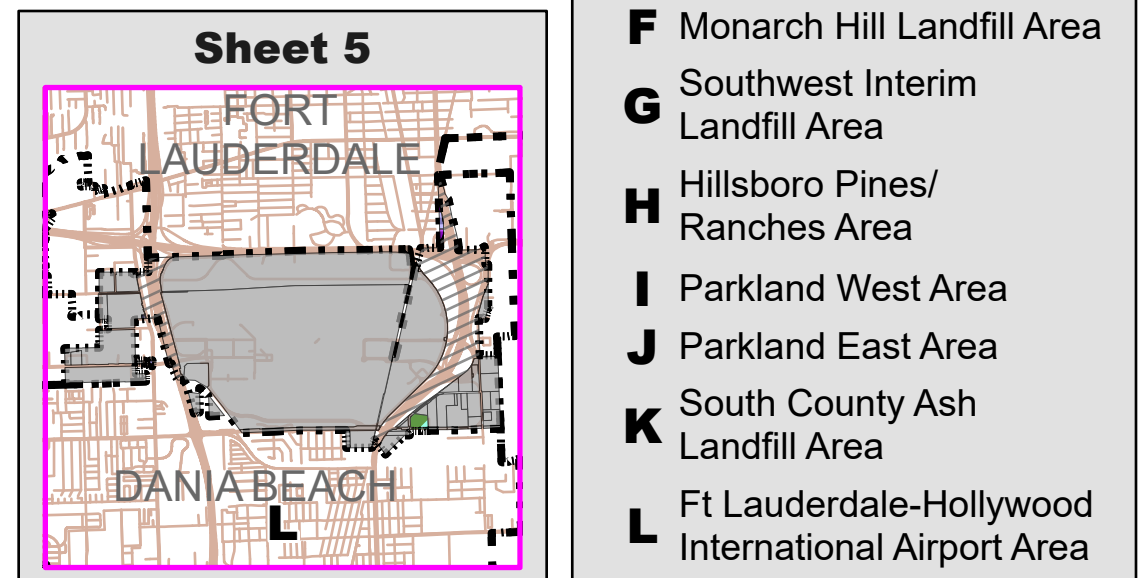 Sheet 5
FORT
LAUDERDALE
DANIA BEACH
L
F Monarch Hill Landfill Area
G Southwest Interim
Landfill Area
H Hillsboro Pines/
Ranches Area
I Parkland West Area
J Parkland East Area
K South County Ash
Landfill Area
L Ft Lauderdale-Hollywood
International Airport Area